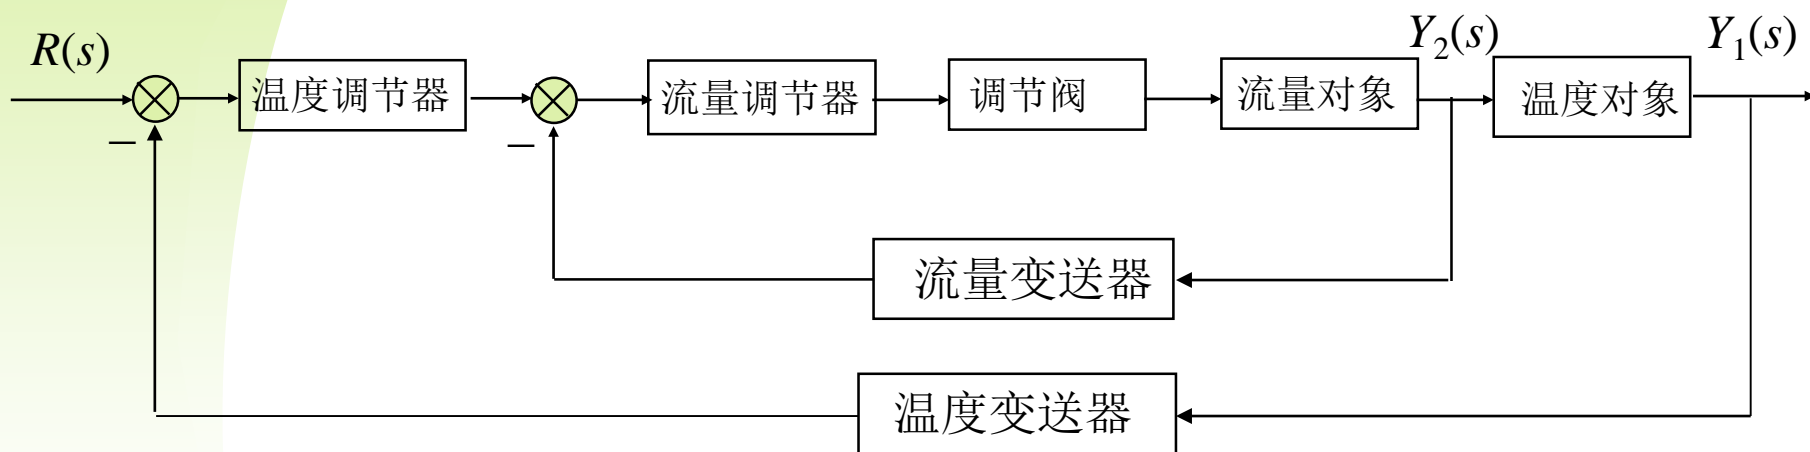 R(s)
Y₂(s)
Y₁(s)
温度调节器
流量调节器
调节阀
流量对象
温度对象
−
−
流量变送器
温度变送器